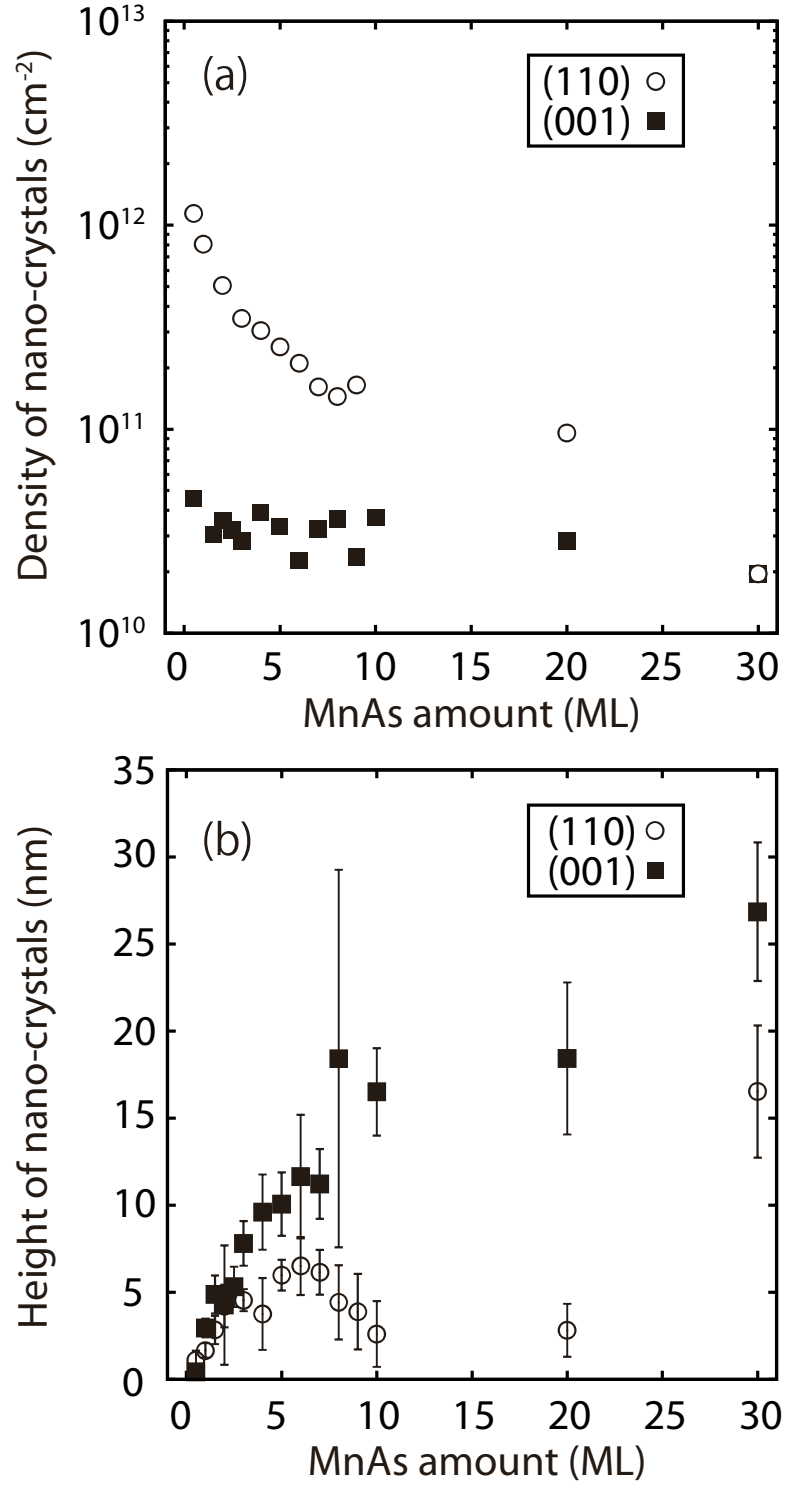 (a)
(110)
(001)
Density of nano-crystals (cm⁻²)
10¹³
10¹²
10¹¹
10¹⁰
0 5 10 15 20 25 30
MnAs amount (ML)
(b)
(110)
(001)
Height of nano-crystals (nm)
35
30
25
20
15
10
5
0
0 5 10 15 20 25 30
MnAs amount (ML)